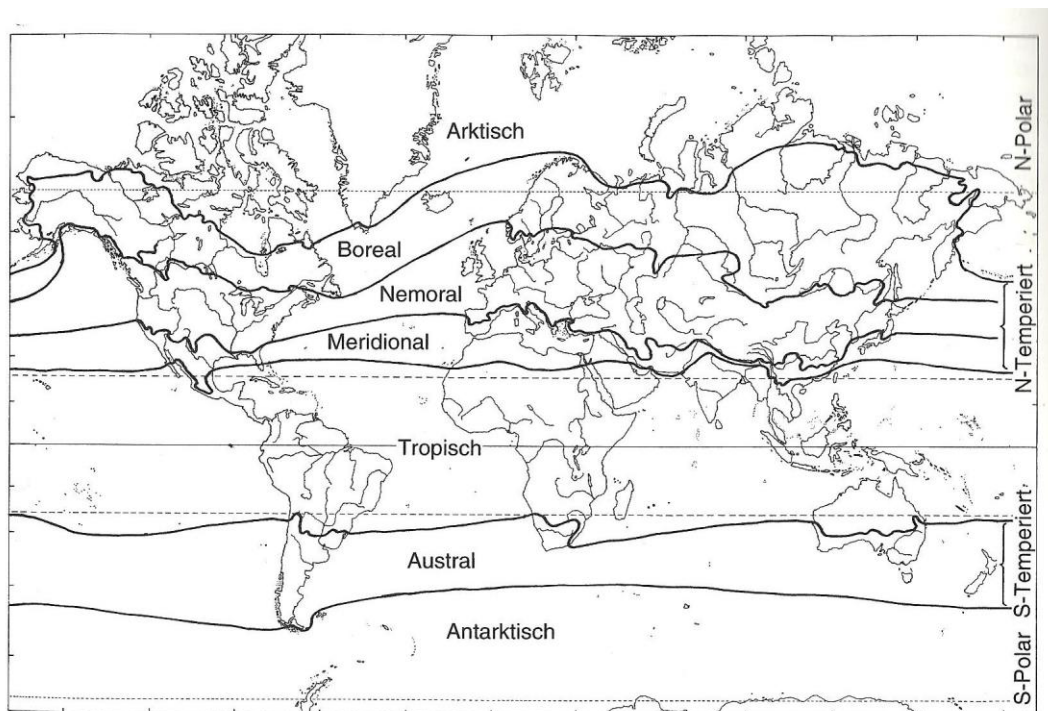 Arktisch
Boreal
Nemoral
Meridional
Tropisch
Austral
Antarktisch
N-Polar
N-Temperiert
S-Temperiert
S-Polar